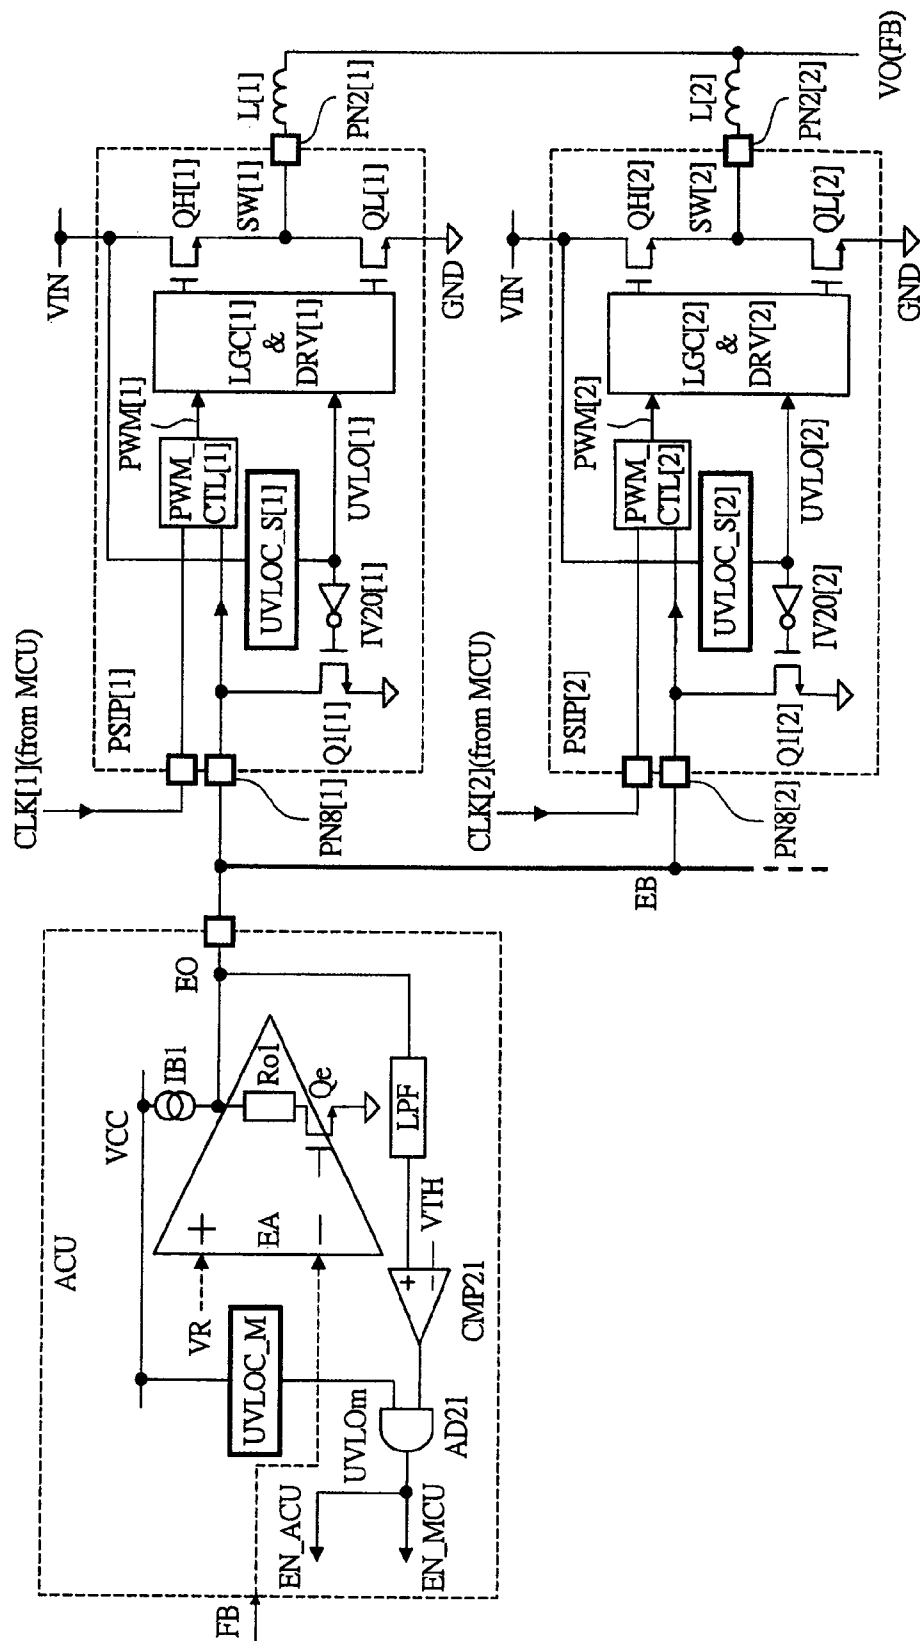 ACU
VCC
IB1
EO
UVLOC_M
VR
+
EA
−
Ro1
Qe
FB
UVLOm
LPF
+
−
VTH
CMP21
AD21
EN_ACU
EN_MCU
EB
CLK[1](from MCU)
PSIP[1]
PN8[1]
Q1[1]
IV20[1]
UVLOC_S[1]
UVLO[1]
PWM_
CTL[1]
PWM[1]
LGC[1]
&
DRV[1]
VIN
QH[1]
SW[1]
QL[1]
GND
L[1]
PN2[1]
CLK[2](from MCU)
PSIP[2]
PN8[2]
Q1[2]
IV20[2]
UVLOC_S[2]
UVLO[2]
PWM_
CTL[2]
PWM[2]
LGC[2]
&
DRV[2]
VIN
QH[2]
SW[2]
QL[2]
GND
L[2]
PN2[2]
VO(FB)